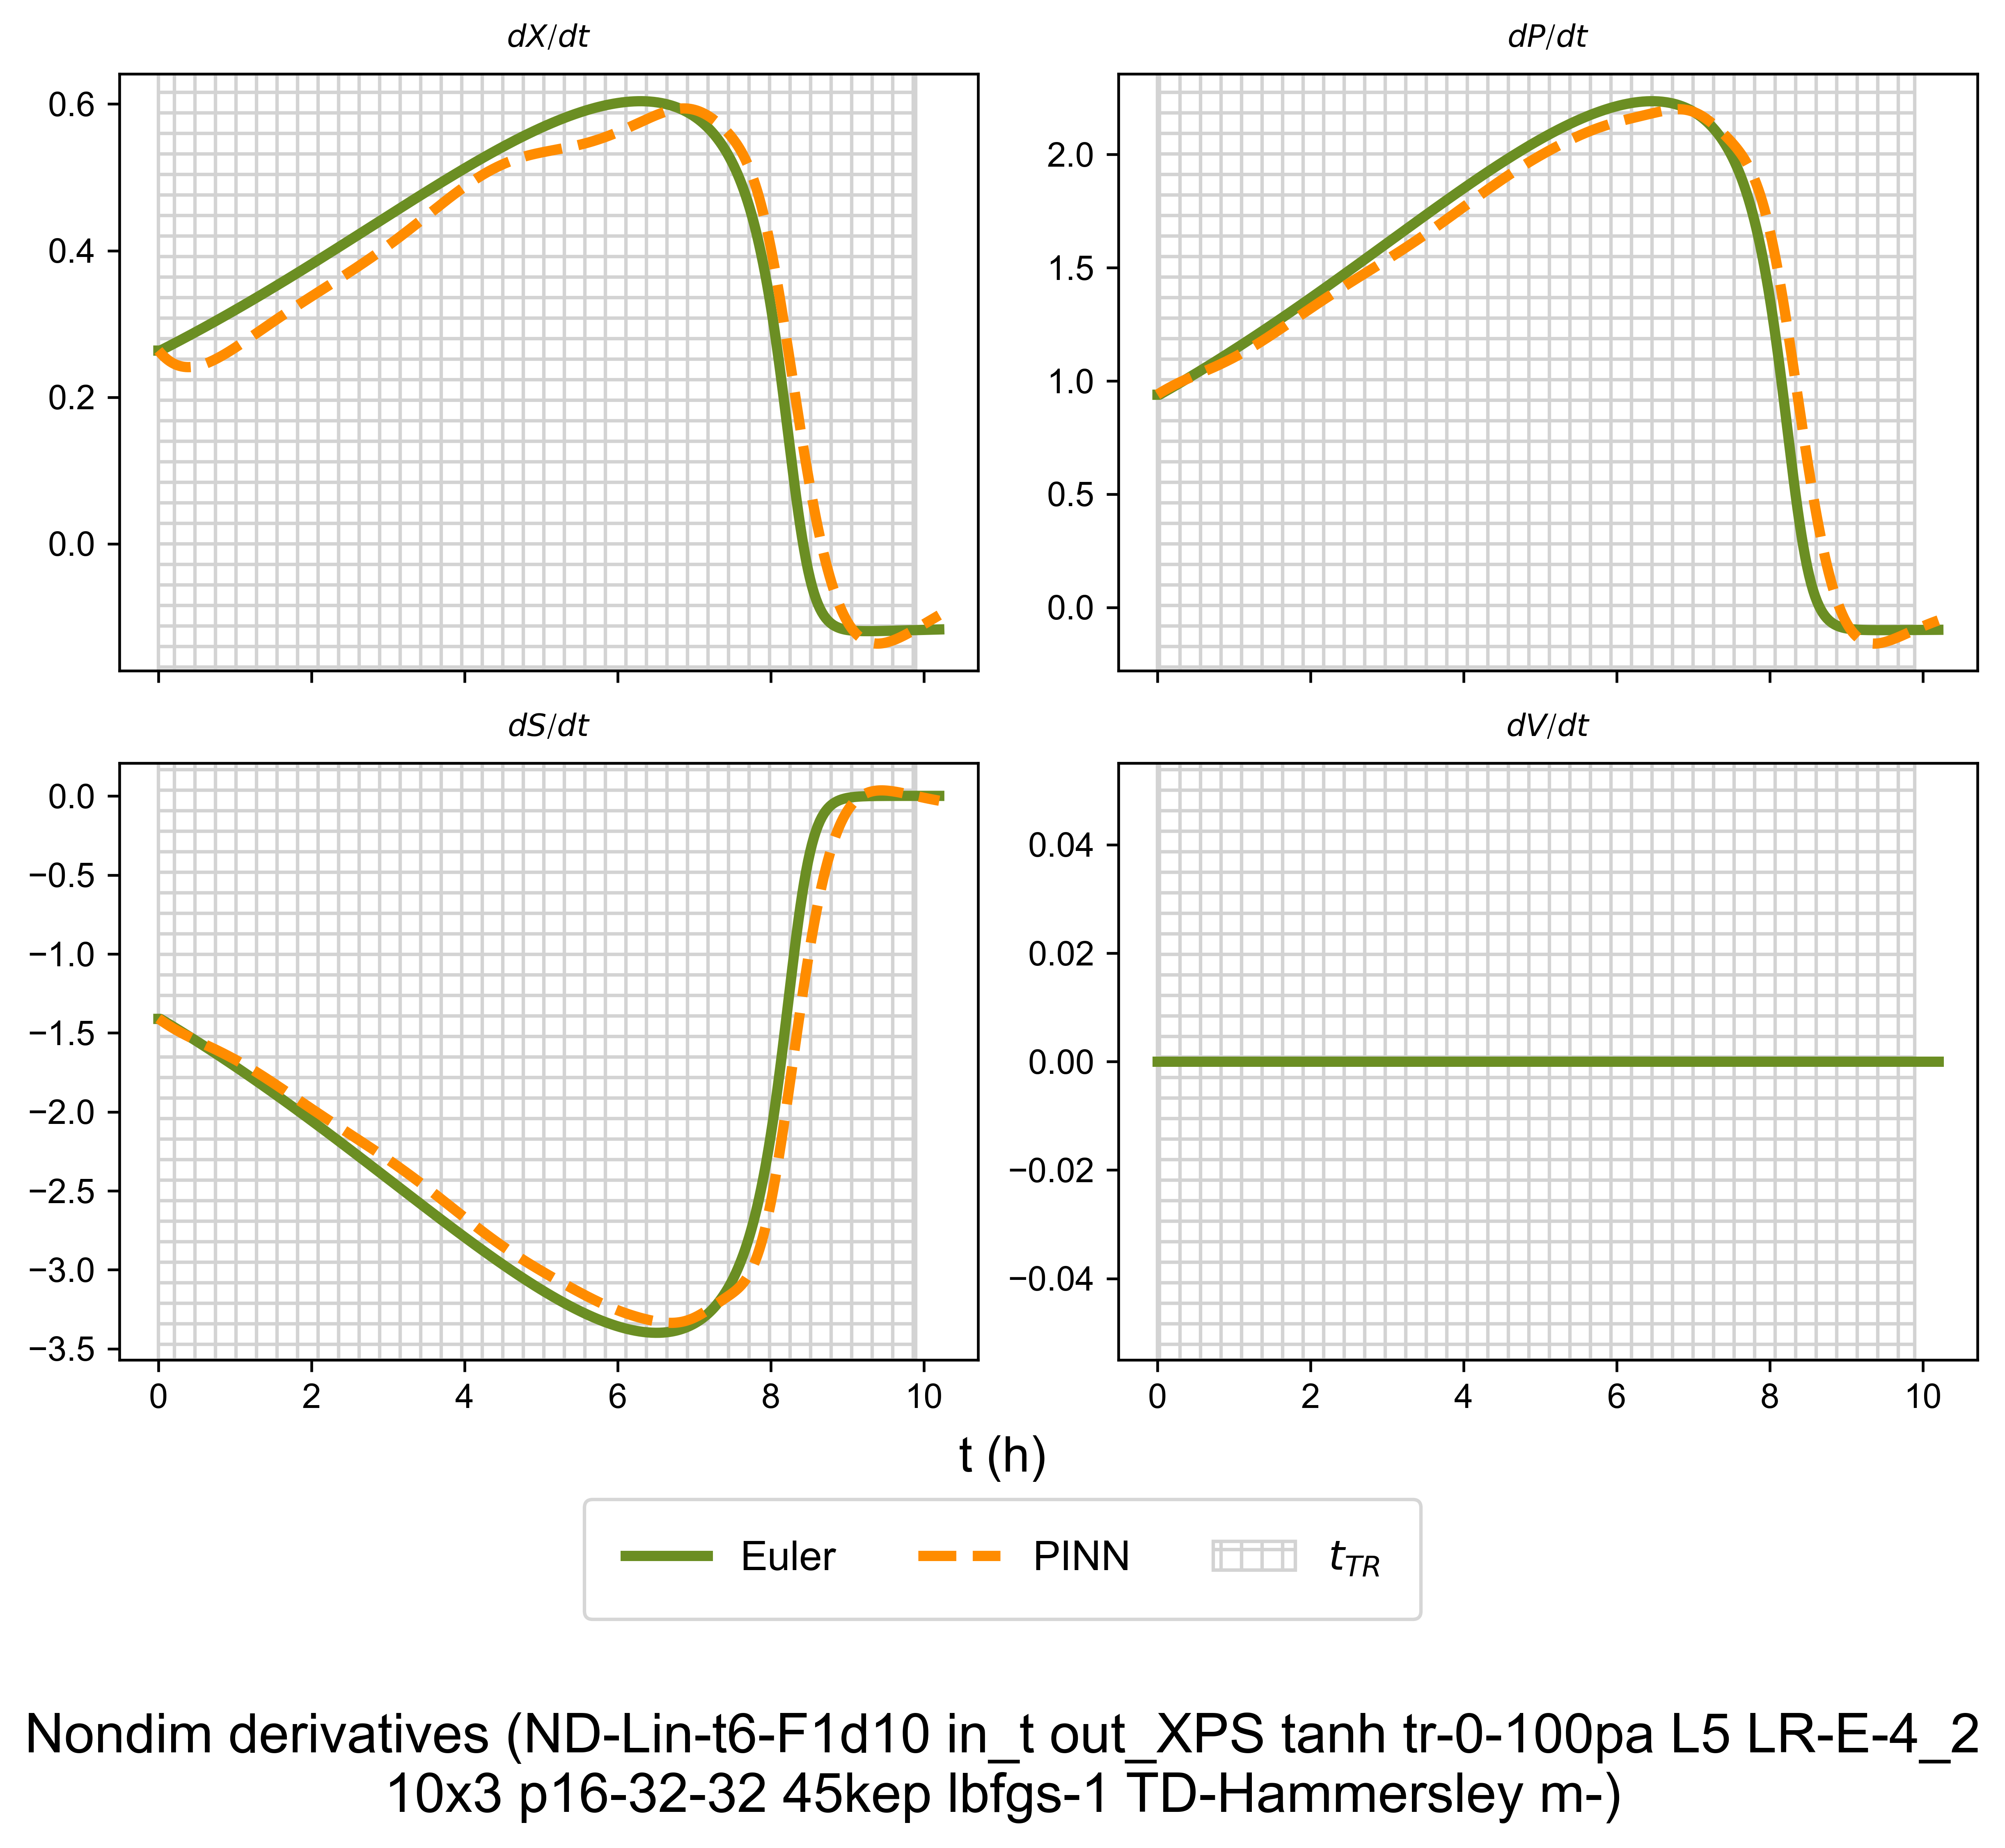 dX/dt
dP/dt
0.6
0.4
0.2
0.0
2.0
1.5
1.0
0.5
0.0
dS/dt
dV/dt
0.0
−0.5
−1.0
−1.5
−2.0
−2.5
−3.0
−3.5
0.04
0.02
0.00
−0.02
−0.04
0 2 4 6 8 10
0 2 4 6 8 10
t (h)
Euler PINN t_TR
Nondim derivatives (ND-Lin-t6-F1d10 in_t out_XPS tanh tr-0-100pa L5 LR-E-4_2
10x3 p16-32-32 45kep lbfgs-1 TD-Hammersley m-)